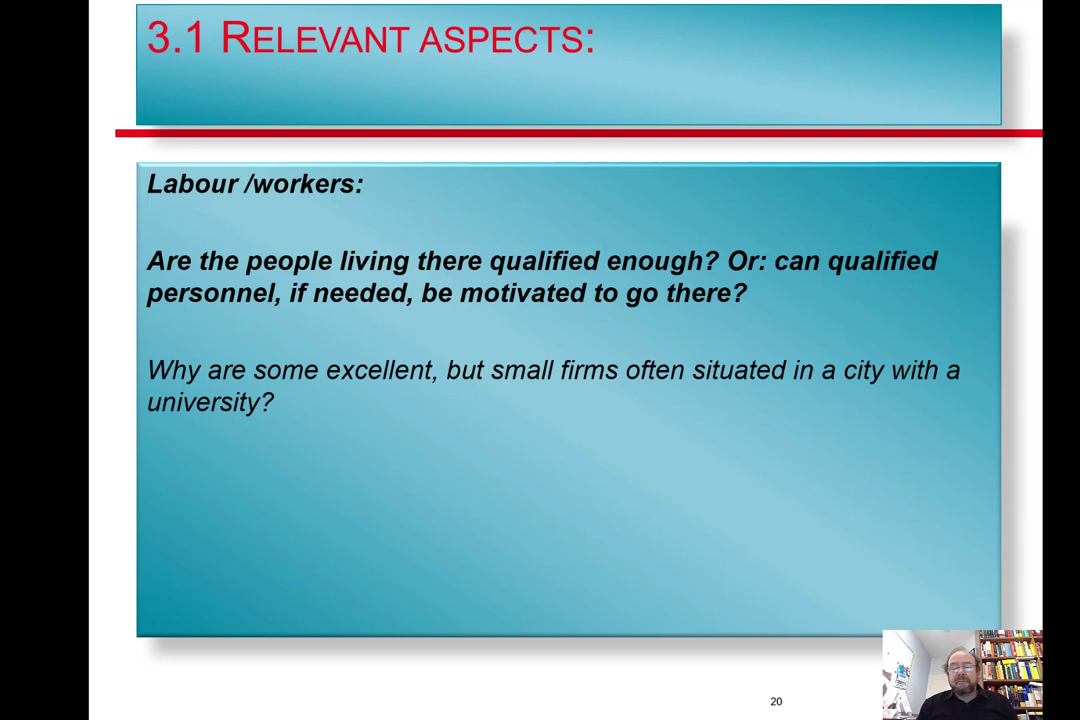 3.1 RELEVANT ASPECTS:
Labour /workers:
Are the people living there qualified enough? Or: can qualified
personnel, if needed, be motivated to go there?
Why are some excellent, but small firms often situated in a city with a
university?
20